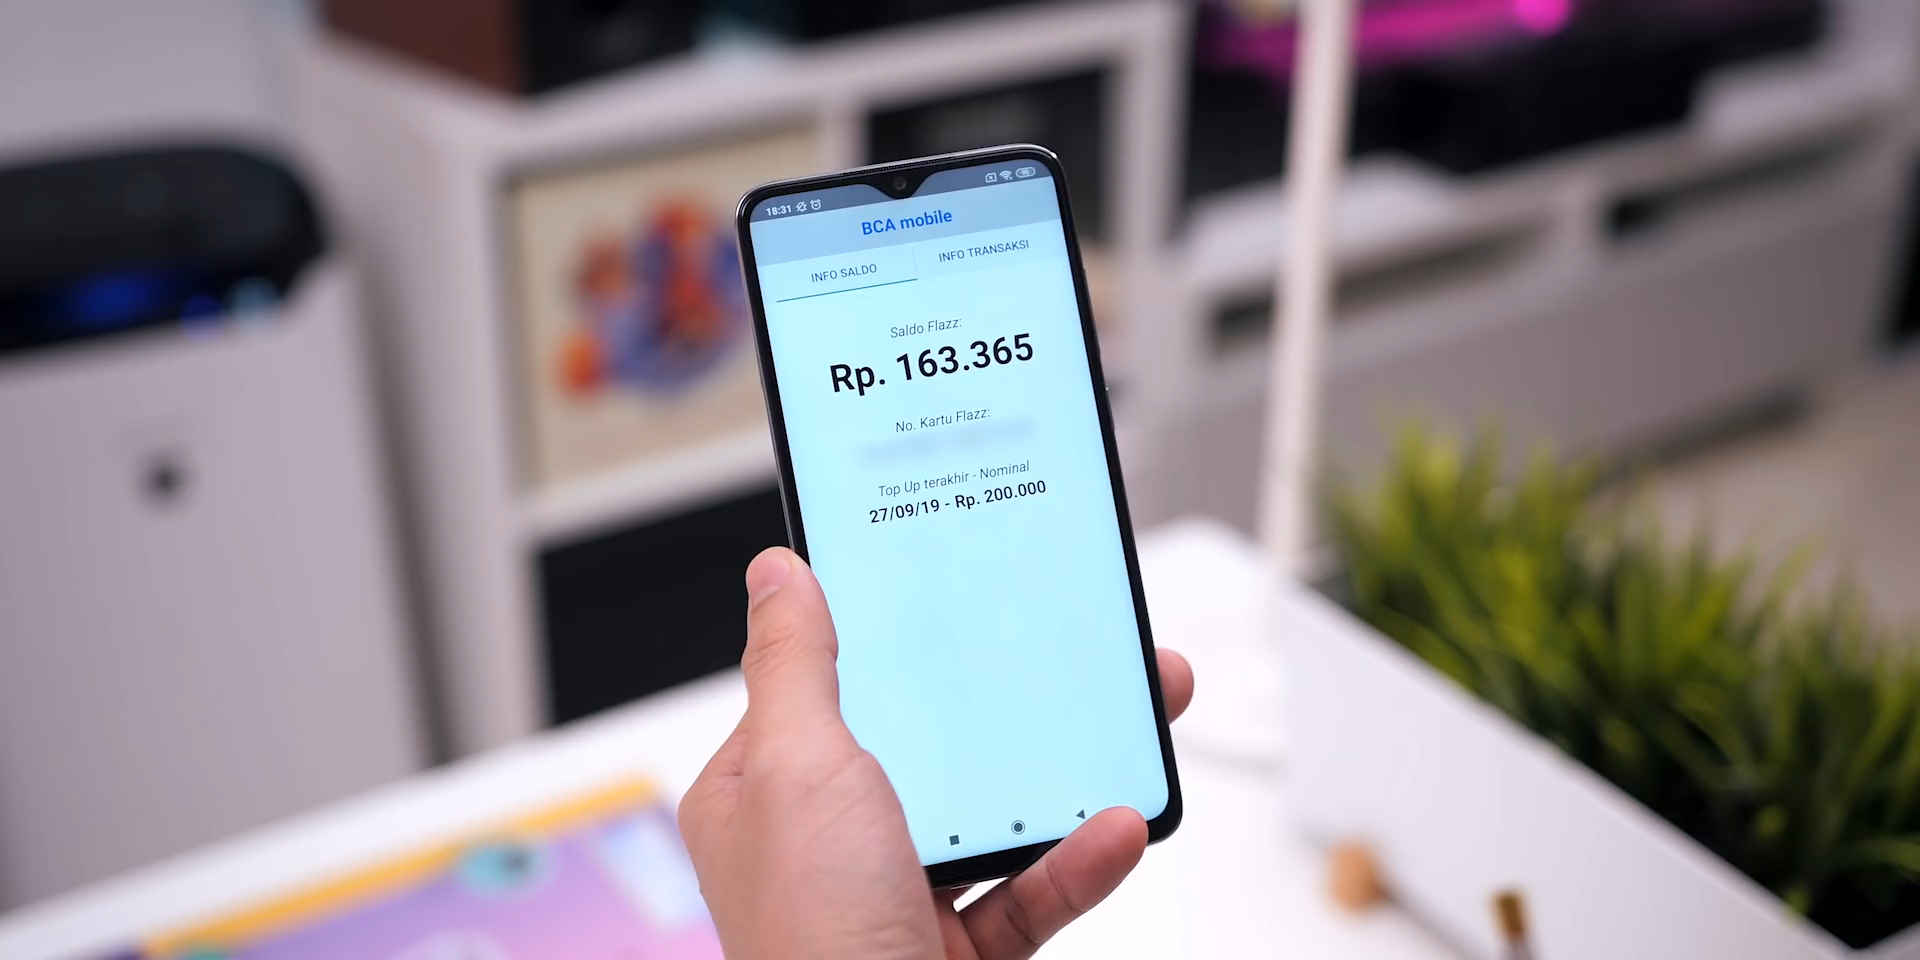 18:31
BCA mobile
INFO SALDO
INFO TRANSAKSI
Saldo Flazz:
Rp. 163.365
No. Kartu Flazz:
Top Up terakhir - Nominal
27/09/19 - Rp. 200.000